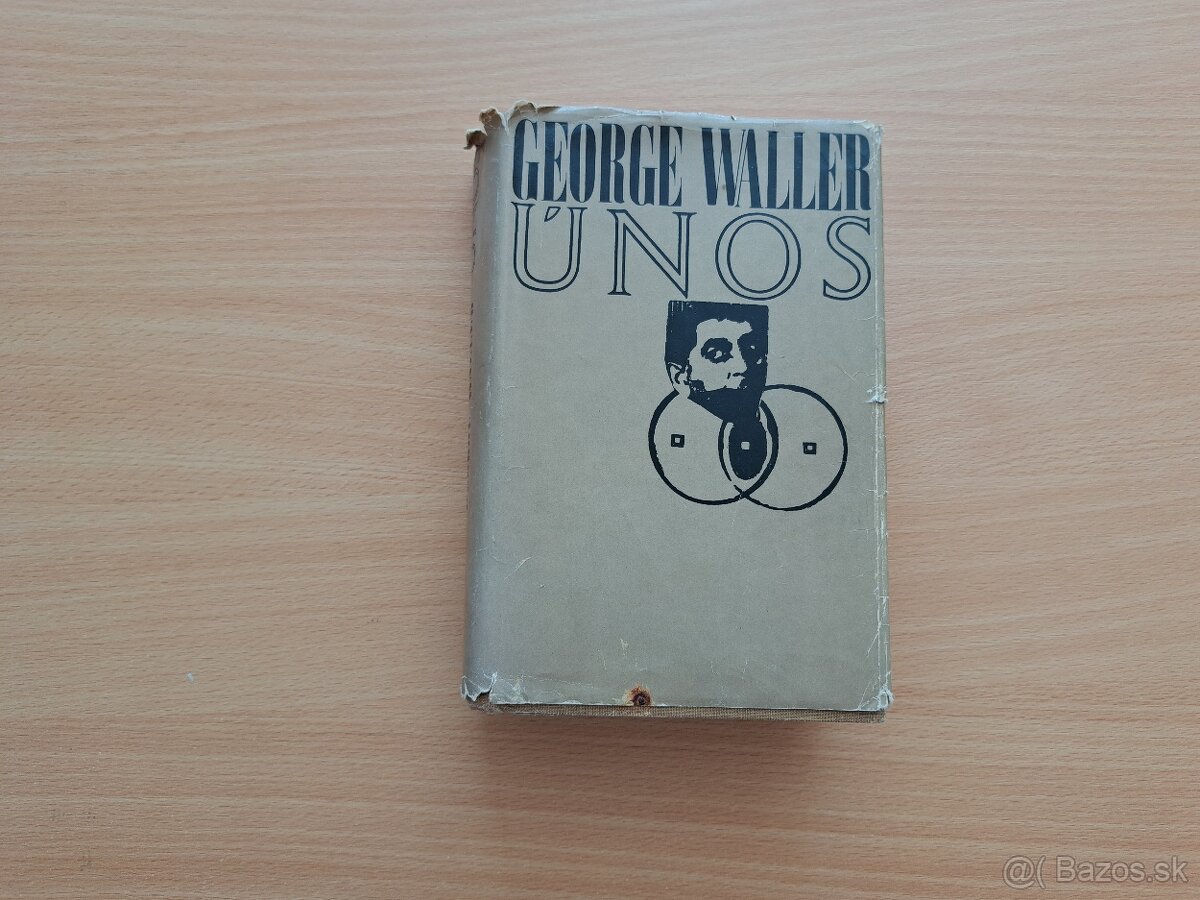 GEORGE WALLER
ÚNOS
@( Bazos.sk